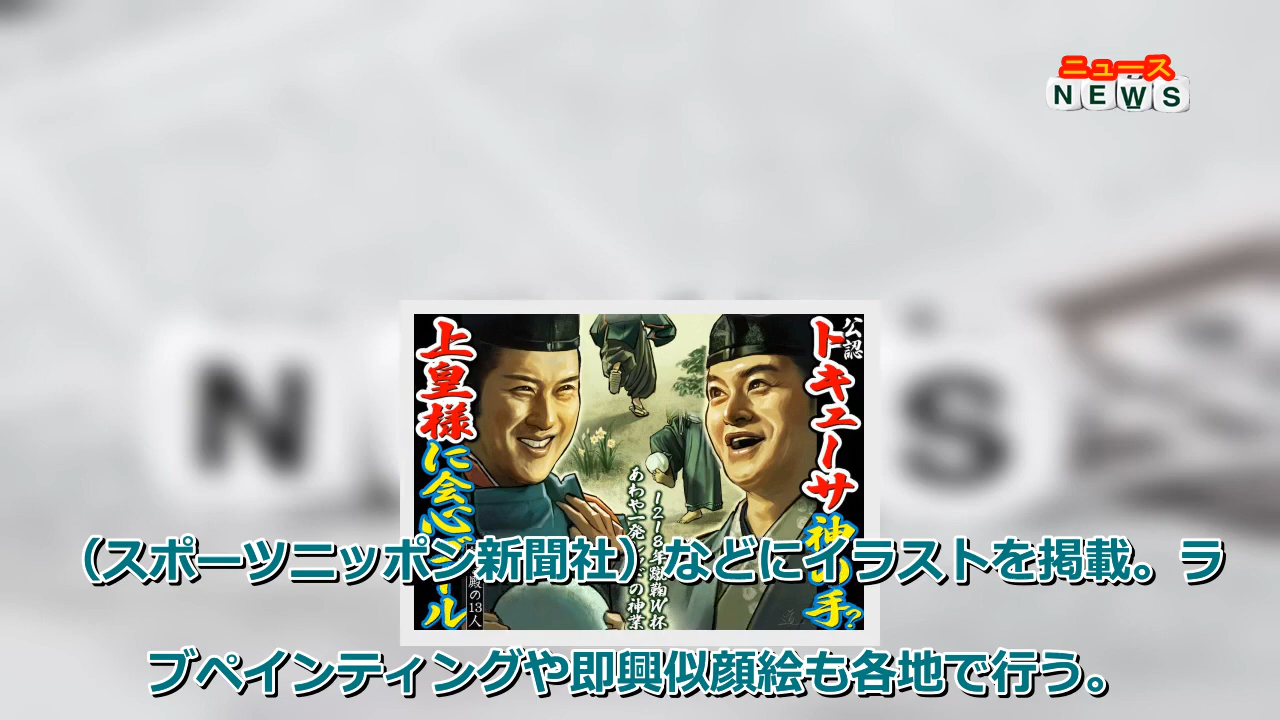 ニュース
NEWS
N
S
公認
トキューサ神の手?
1218年蹴鞠W杯
あわや一発
の神業
上皇様に会心
ール
殿の13人
（スポーツニッポン新聞社）などにイラストを掲載。ラ
ブペインティングや即興似顔絵も各地で行う。